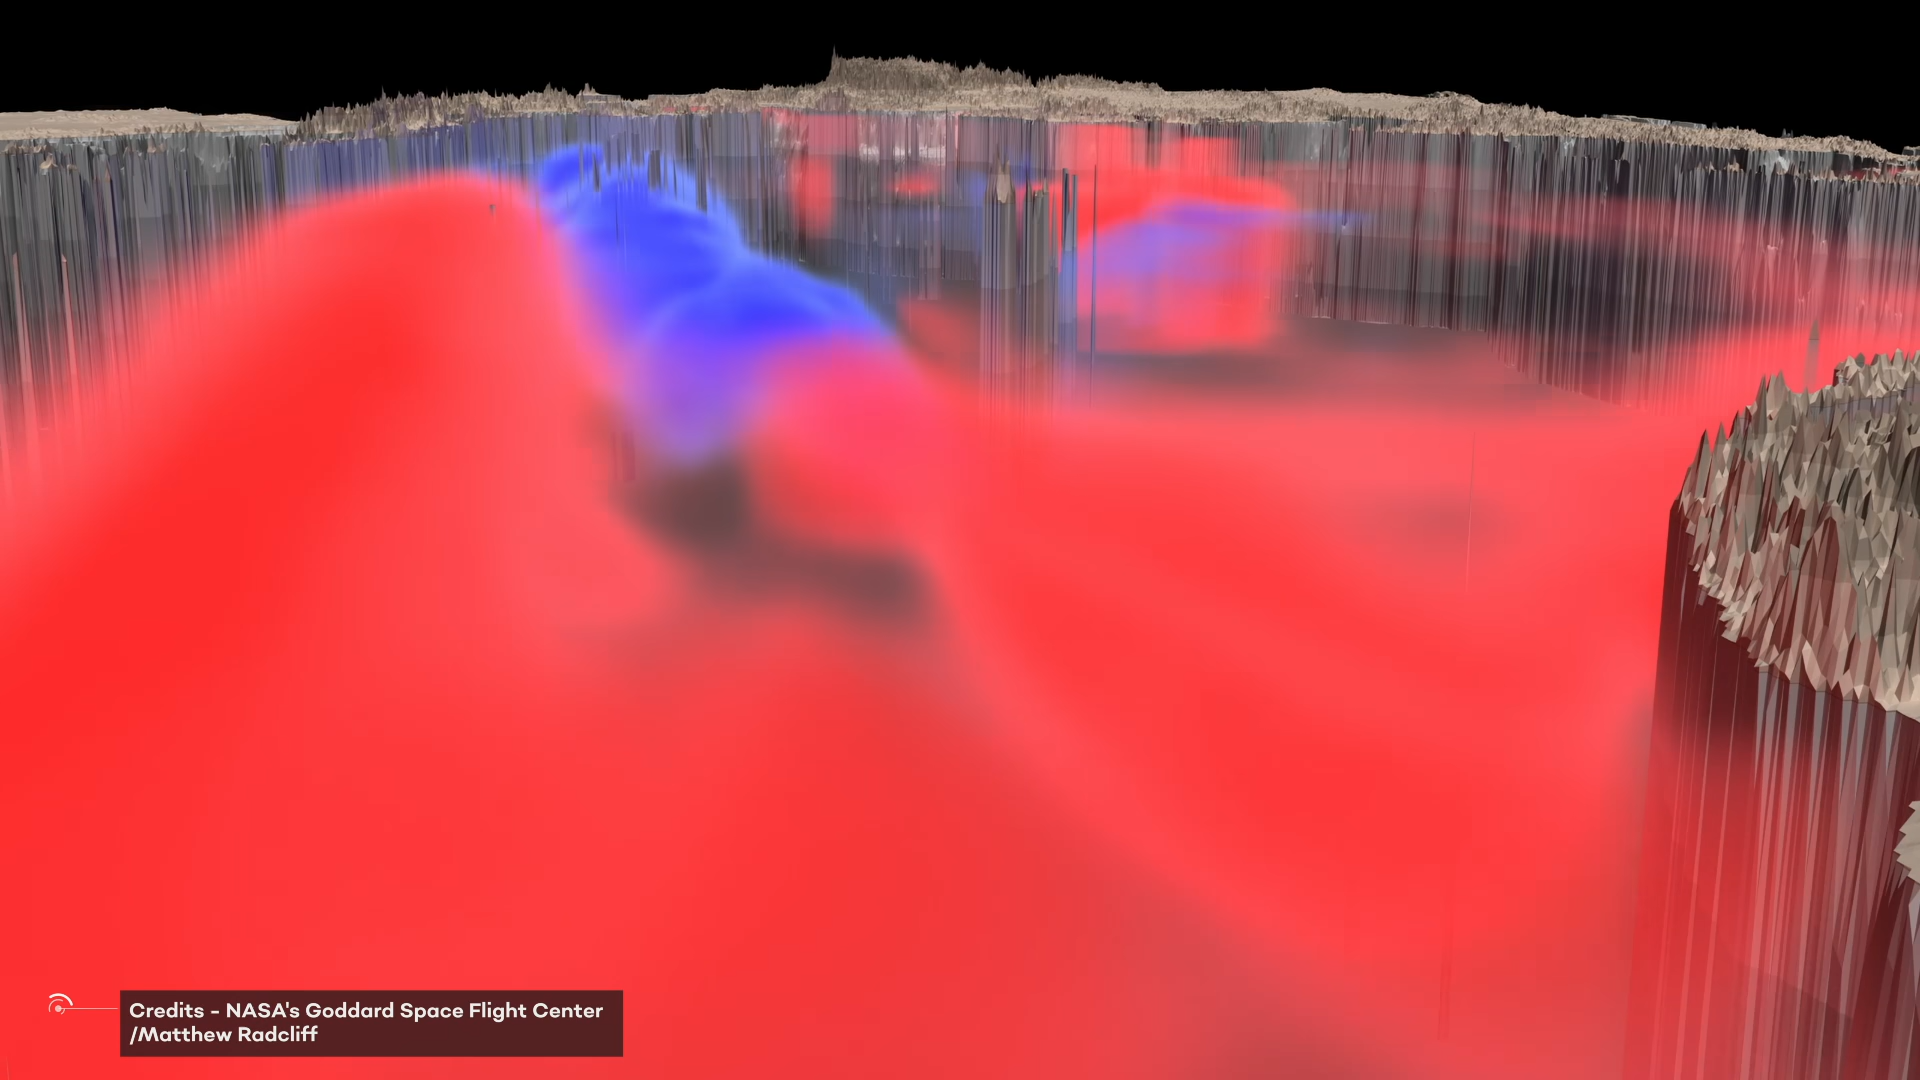 Credits - NASA's Goddard Space Flight Center
/Matthew Radcliff